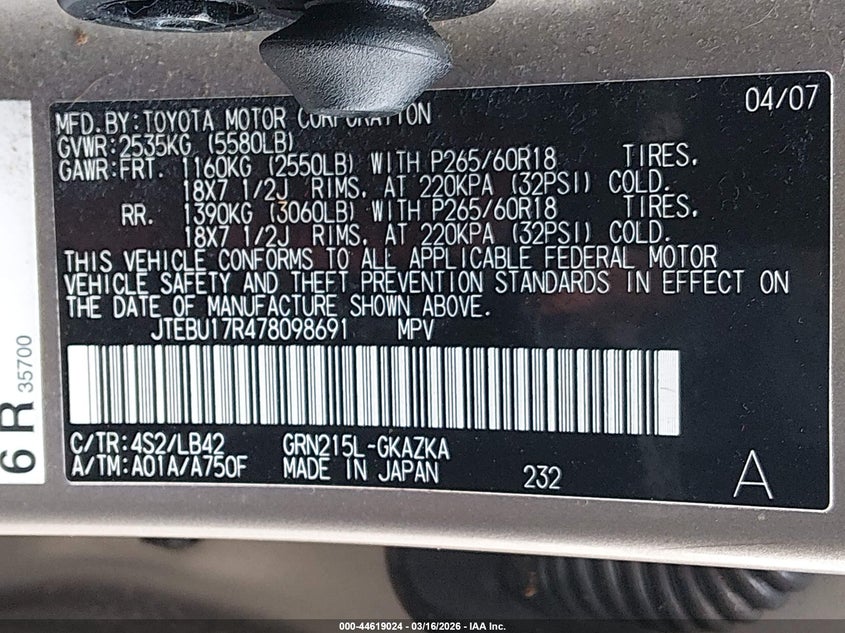 04/07
MFD.BY:TOYOTA MOTOR CORPORATION
GVWR:2535KG (5580LB)
GAWR:FRT. 1160KG (2550LB) WITH P265/60R18 TIRES,
18X7 1/2J RIMS, AT 220KPA (32PSI) COLD.
RR. 1390KG (3060LB) WITH P265/60R18 TIRES,
18X7 1/2J RIMS, AT 220KPA (32PSI) COLD.
THIS VEHICLE CONFORMS TO ALL APPLICABLE FEDERAL MOTOR
VEHICLE SAFETY AND THEFT PREVENTION STANDARDS IN EFFECT ON
THE DATE OF MANUFACTURE SHOWN ABOVE.
JTEBU17R478098691 MPV
C/TR:4S2/LB42 GRN215L-GKAZKA
A/TM:A01A/A750F MADE IN JAPAN 232 A
6 R 35700
000-44619024 - 03/16/2026 - IAA Inc.